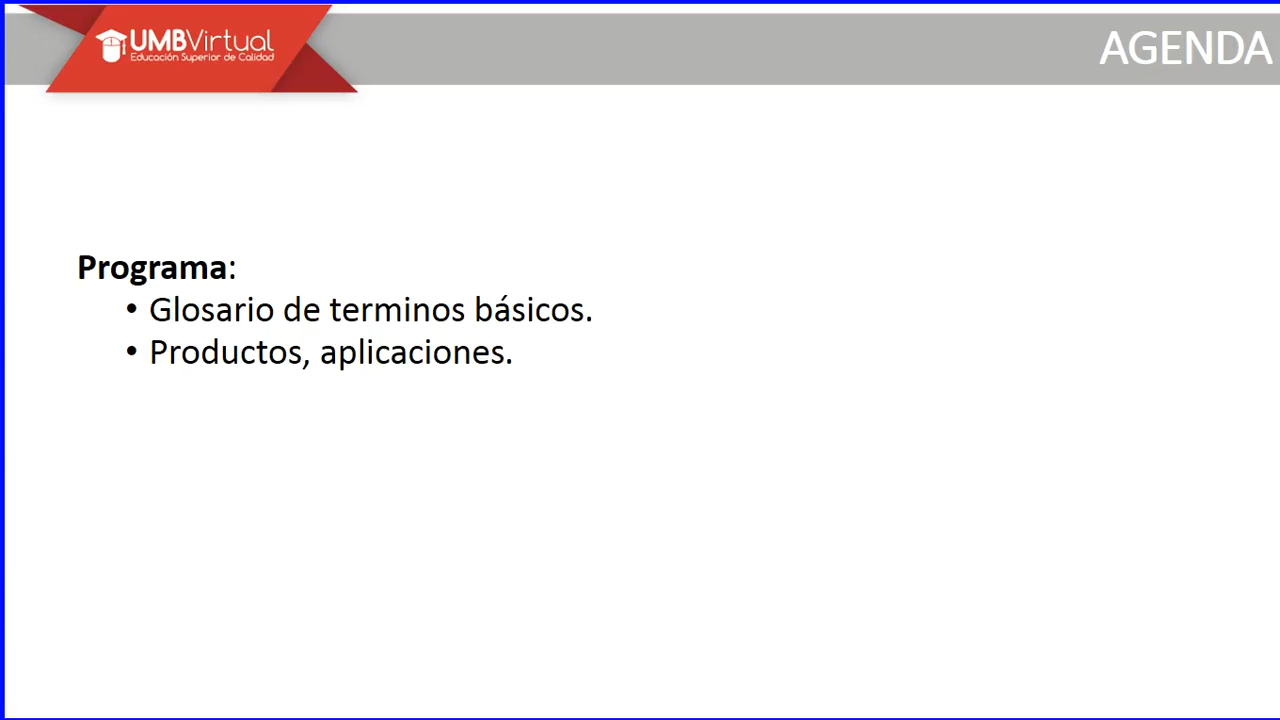 UMBVirtual
Educación Superior de Calidad
AGENDA
Programa:
• Glosario de terminos básicos.
• Productos, aplicaciones.